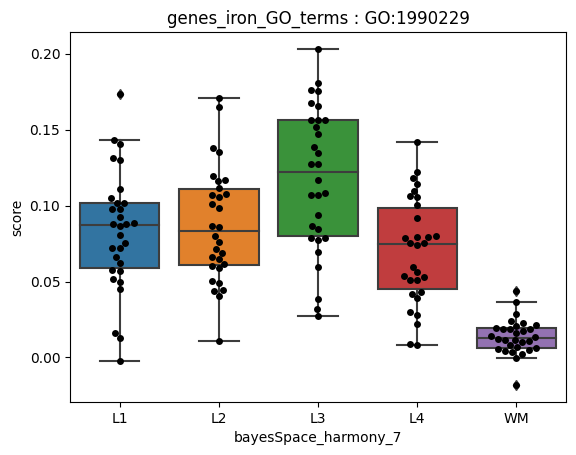 genes_iron_GO_terms : GO:1990229
0.20
0.15
0.10
0.05
0.00
score
L1 L2 L3 L4 WM
bayesSpace_harmony_7